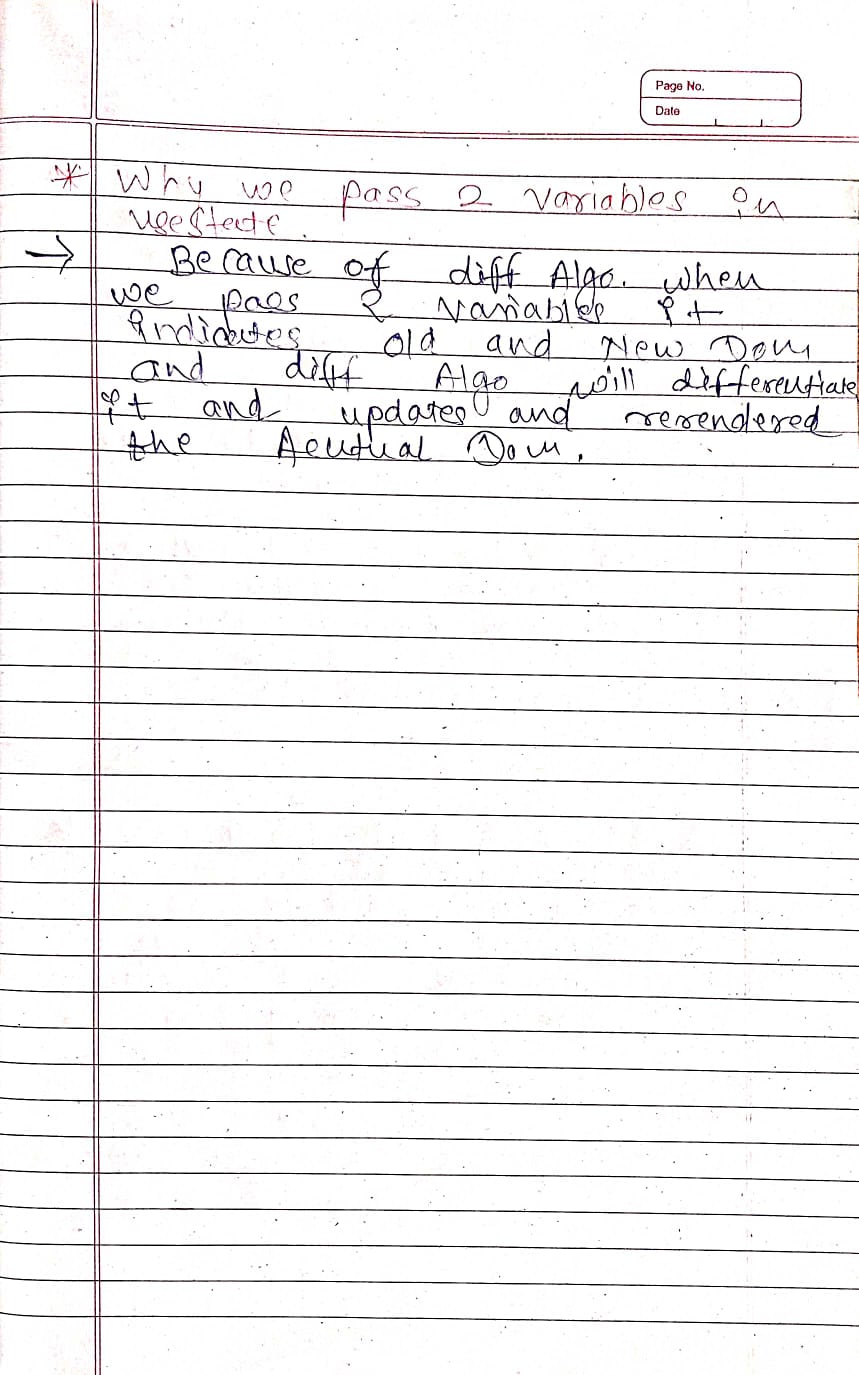 Page No.
Date
* Why we pass 2 variables in
useState.
→ Because of diff Algo. when
we pass 2 variables it
indicates old and New Dom
and diff Algo will differentiate
it and updates and rerendered
the Acutual Dom.